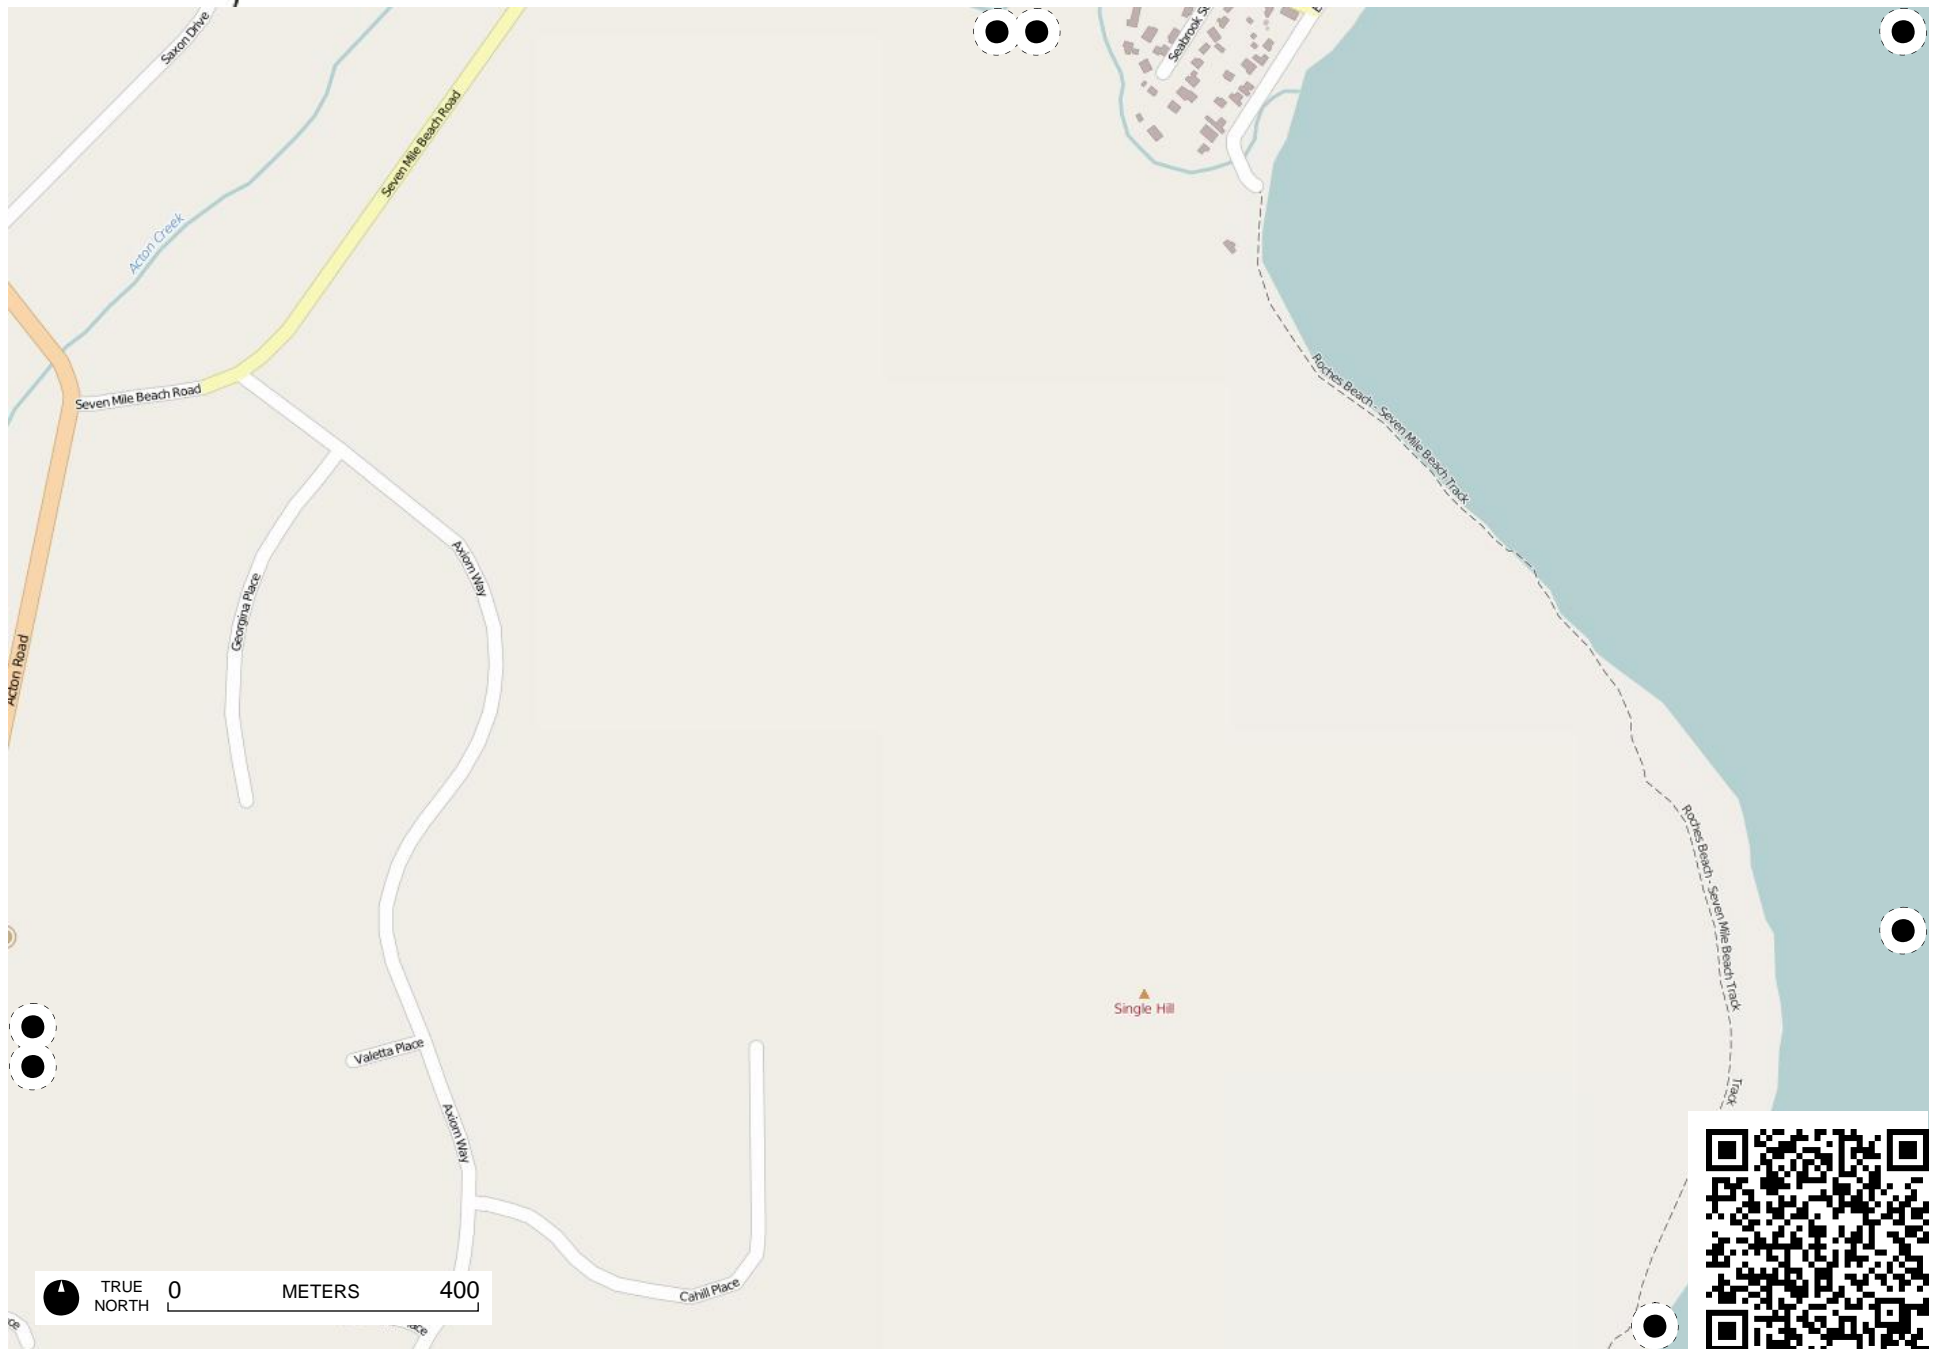 Saxon Drive
Seven Mile Beach Road
Acton Creek
Seven Mile Beach Road
Roches Beach - Seven Mile Beach Track
Axiom Way
Georgina Place
Acton Road
Roches Beach - Seven Mile Beach Track
Single Hill
Valetta Place
Track
Axiom Way
Cahill Place
TRUE
NORTH
0 METERS 400